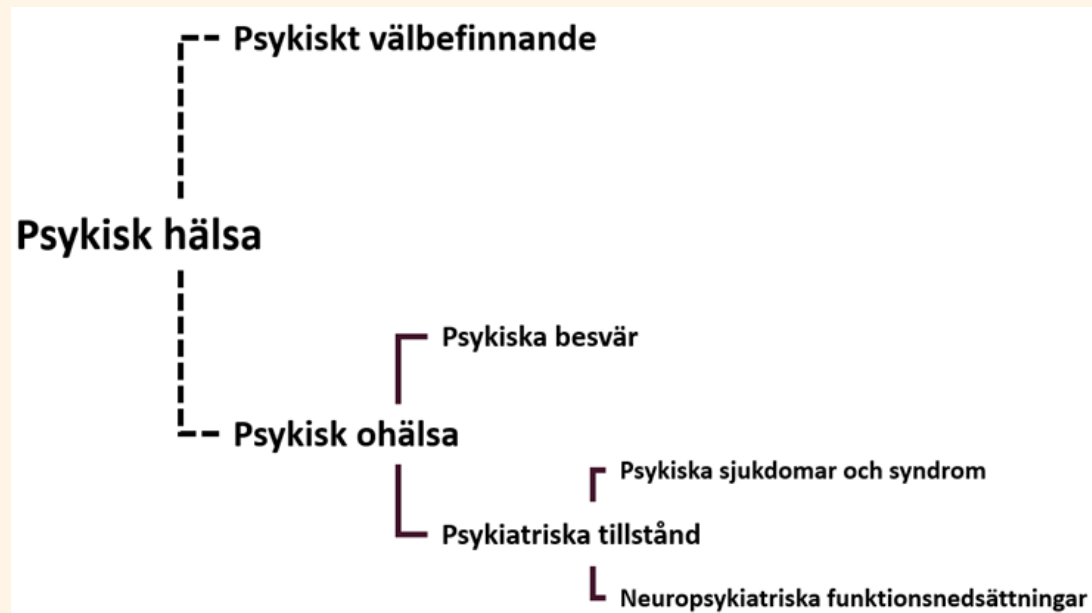 Psykiskt välbefinnande
Psykisk hälsa
Psykiska besvär
Psykisk ohälsa
Psykiska sjukdomar och syndrom
Psykiatriska tillstånd
Neuropsykiatriska funktionsnedsättningar